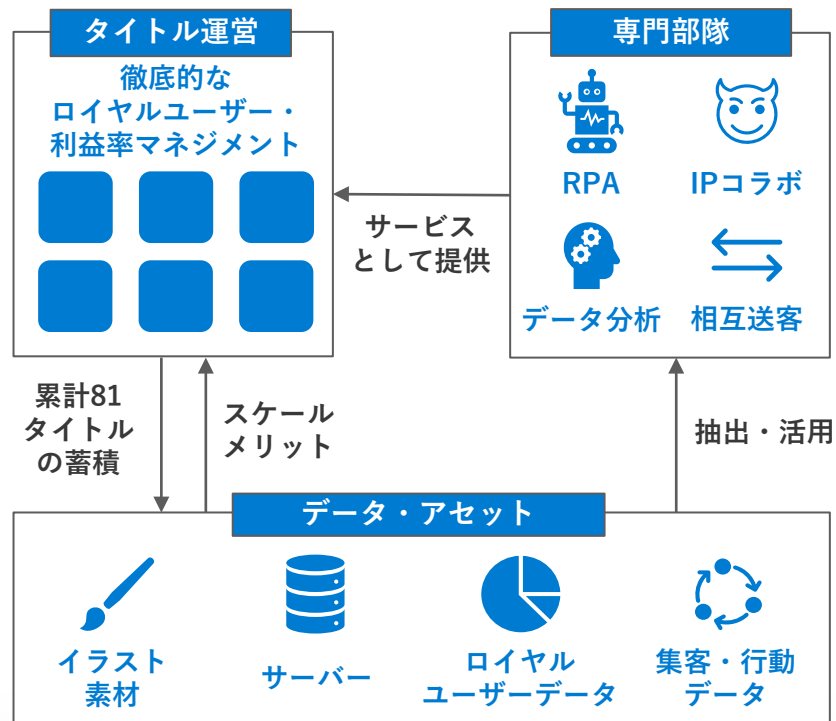 タイトル運営
徹底的な
ロイヤルユーザー・
利益率マネジメント
専門部隊
RPA
IPコラボ
データ分析
相互送客
サービス
として提供
累計81
タイトル
の蓄積
スケール
メリット
抽出・活用
データ・アセット
イラスト
素材
サーバー
ロイヤル
ユーザーデータ
集客・行動
データ